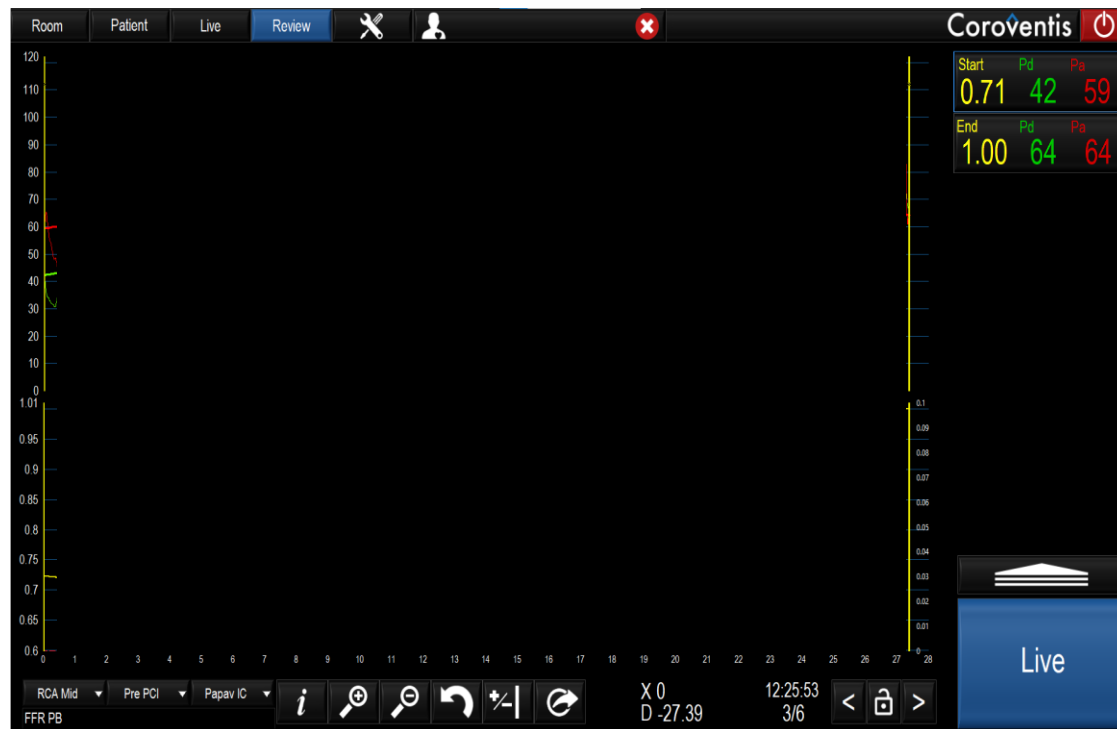 Room Patient Live Review Coroventis
Start Pd Pa
0.71 42 59
End Pd Pa
1.00 64 64
120
110
100
90
80
70
60
50
40
30
20
10
0
1.01 0.1
0.95 0.09
0.08
0.9 0.07
0.85 0.06
0.8 0.05
0.75 0.04
0.7 0.03
0.02
0.65 0.01
0.6 0
0 1 2 3 4 5 6 7 8 9 10 11 12 13 14 15 16 17 18 19 20 21 22 23 24 25 26 27 28
Live
RCA Mid Pre PCI Papav IC i +/- X 0 12:25:53 < >
FFR PB D -27.39 3/6